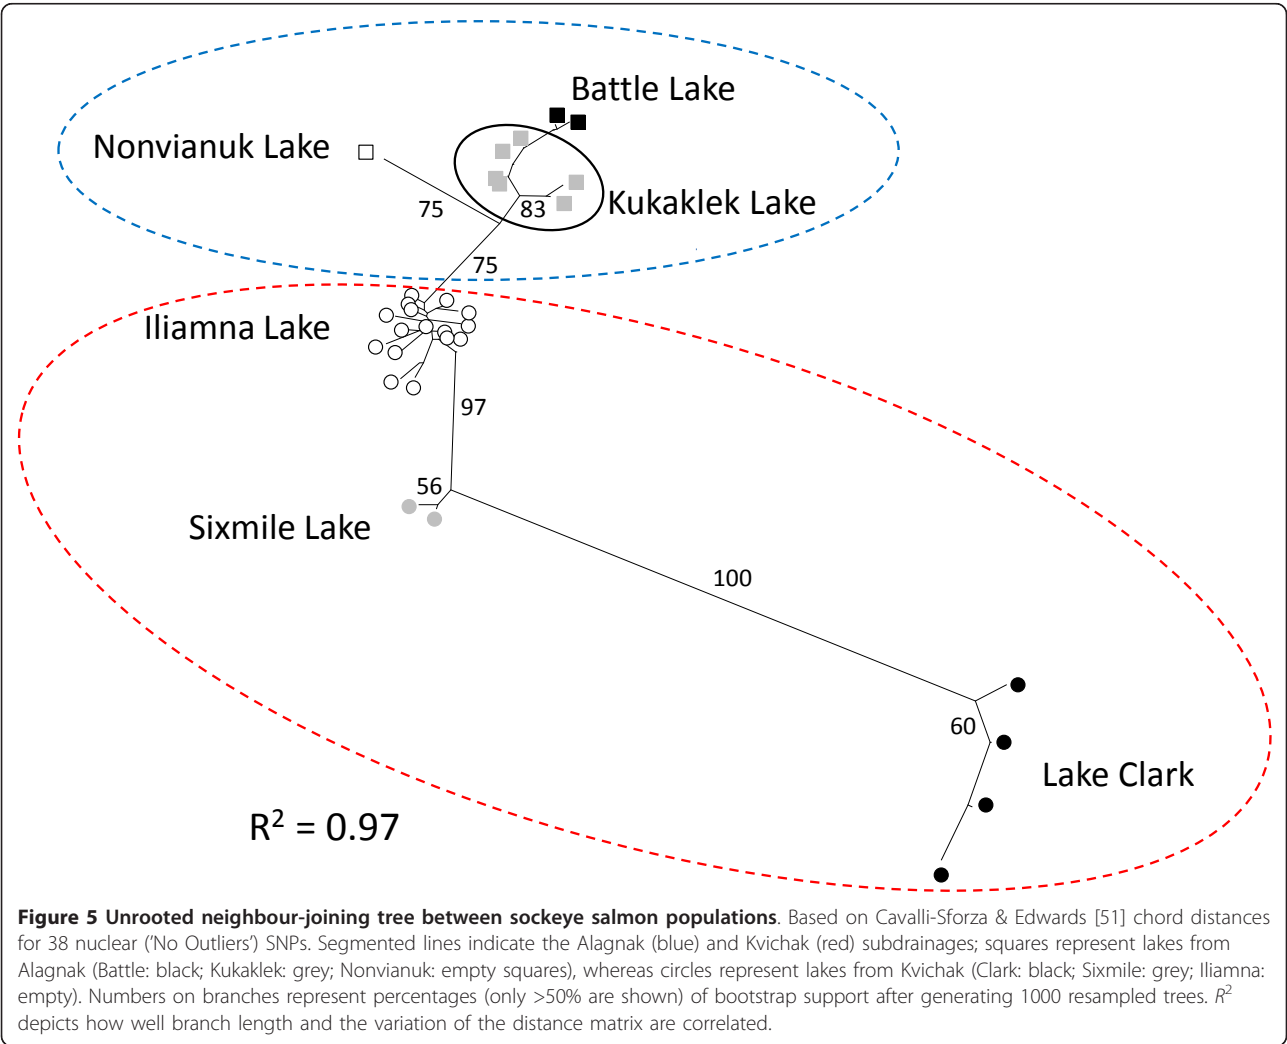 Battle Lake
Nonvianuk Lake
Kukaklek Lake
75
83
75
Iliamna Lake
97
56
Sixmile Lake
100
60
Lake Clark
R² = 0.97
Figure 5 Unrooted neighbour-joining tree between sockeye salmon populations. Based on Cavalli-Sforza & Edwards [51] chord distances
for 38 nuclear ('No Outliers') SNPs. Segmented lines indicate the Alagnak (blue) and Kvichak (red) subdrainages; squares represent lakes from
Alagnak (Battle: black; Kukaklek: grey; Nonvianuk: empty squares), whereas circles represent lakes from Kvichak (Clark: black; Sixmile: grey; Iliamna:
empty). Numbers on branches represent percentages (only >50% are shown) of bootstrap support after generating 1000 resampled trees. R²
depicts how well branch length and the variation of the distance matrix are correlated.